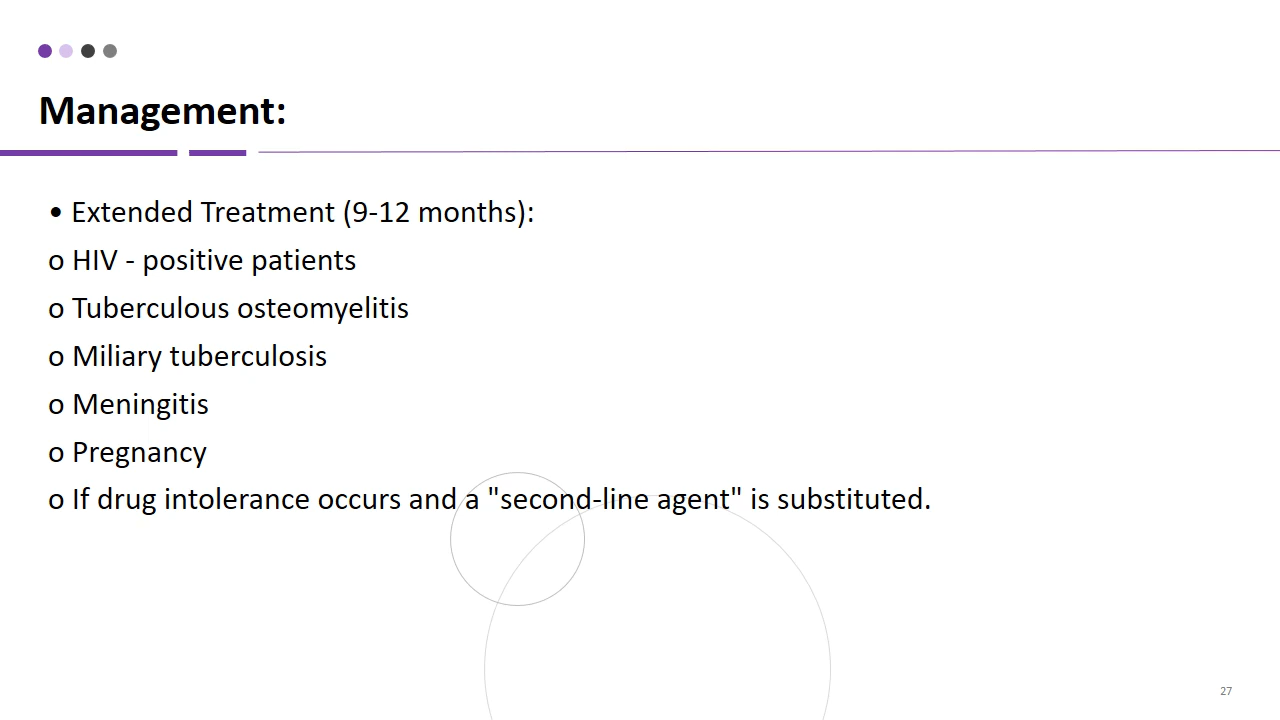 Management:
• Extended Treatment (9-12 months):
o HIV - positive patients
o Tuberculous osteomyelitis
o Miliary tuberculosis
o Meningitis
o Pregnancy
o If drug intolerance occurs and a "second-line agent" is substituted.
27